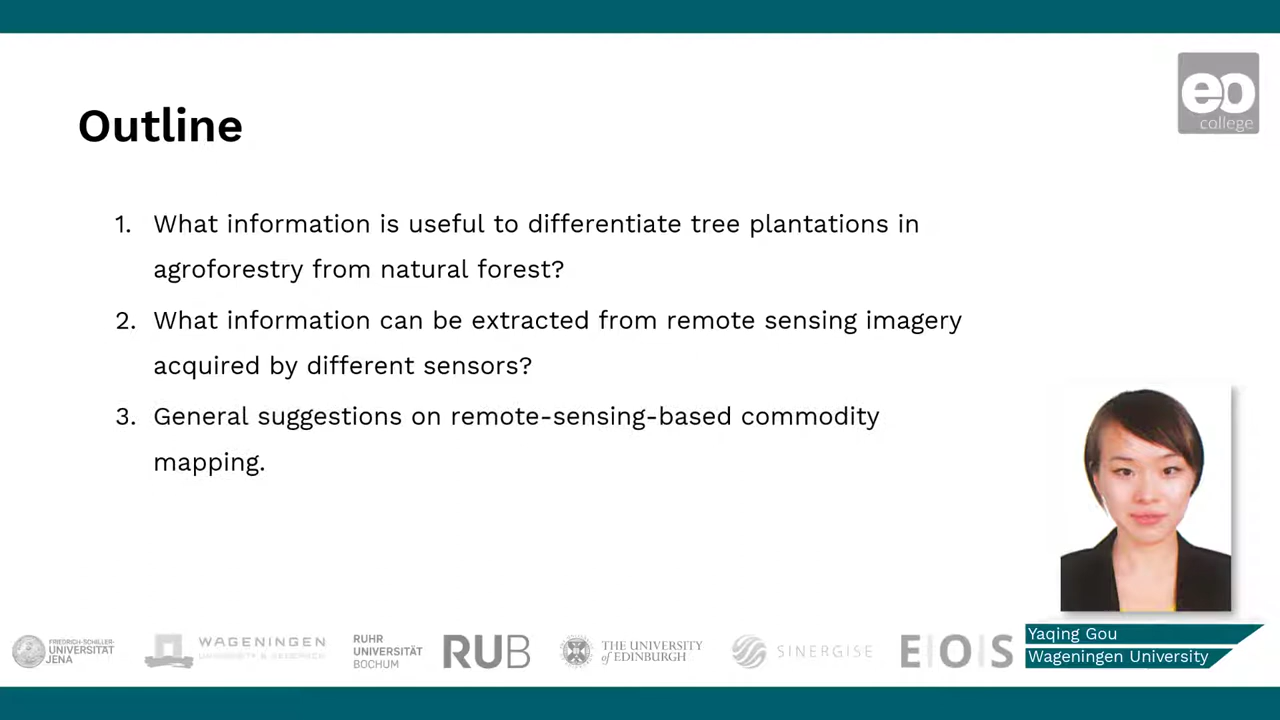 eo
college
Outline
1. What information is useful to differentiate tree plantations in
agroforestry from natural forest?
2. What information can be extracted from remote sensing imagery
acquired by different sensors?
3. General suggestions on remote-sensing-based commodity
mapping.
FRIEDRICH-SCHILLER-
UNIVERSITÄT
JENA
WAGENINGEN
UNIVERSITY & RESEARCH
RUHR
UNIVERSITÄT
BOCHUM
RUB
THE UNIVERSITY
of EDINBURGH
SINERGISE
E|O|S
Yaqing Gou
Wageningen University